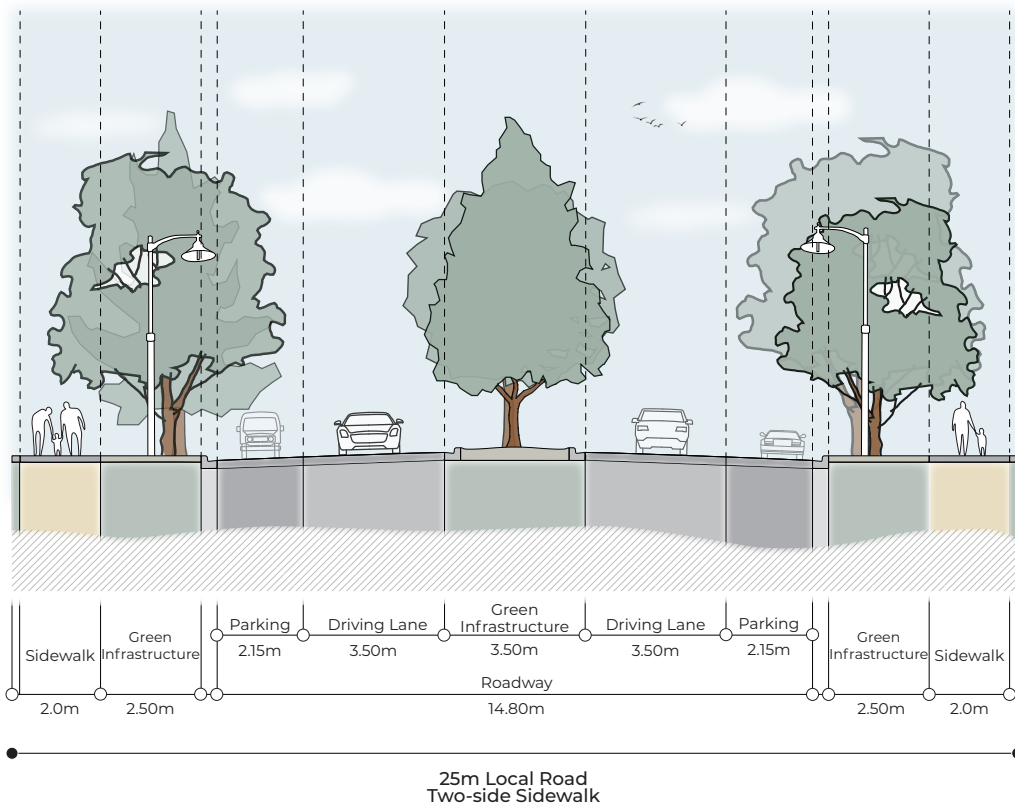 Parking
Driving Lane
Green
Infrastructure
Driving Lane
Parking
2.15m
3.50m
3.50m
3.50m
2.15m
Sidewalk
Green
Infrastructure
Green
Infrastructure
Sidewalk
Roadway
2.0m
2.50m
14.80m
2.50m
2.0m
25m Local Road
Two-side Sidewalk